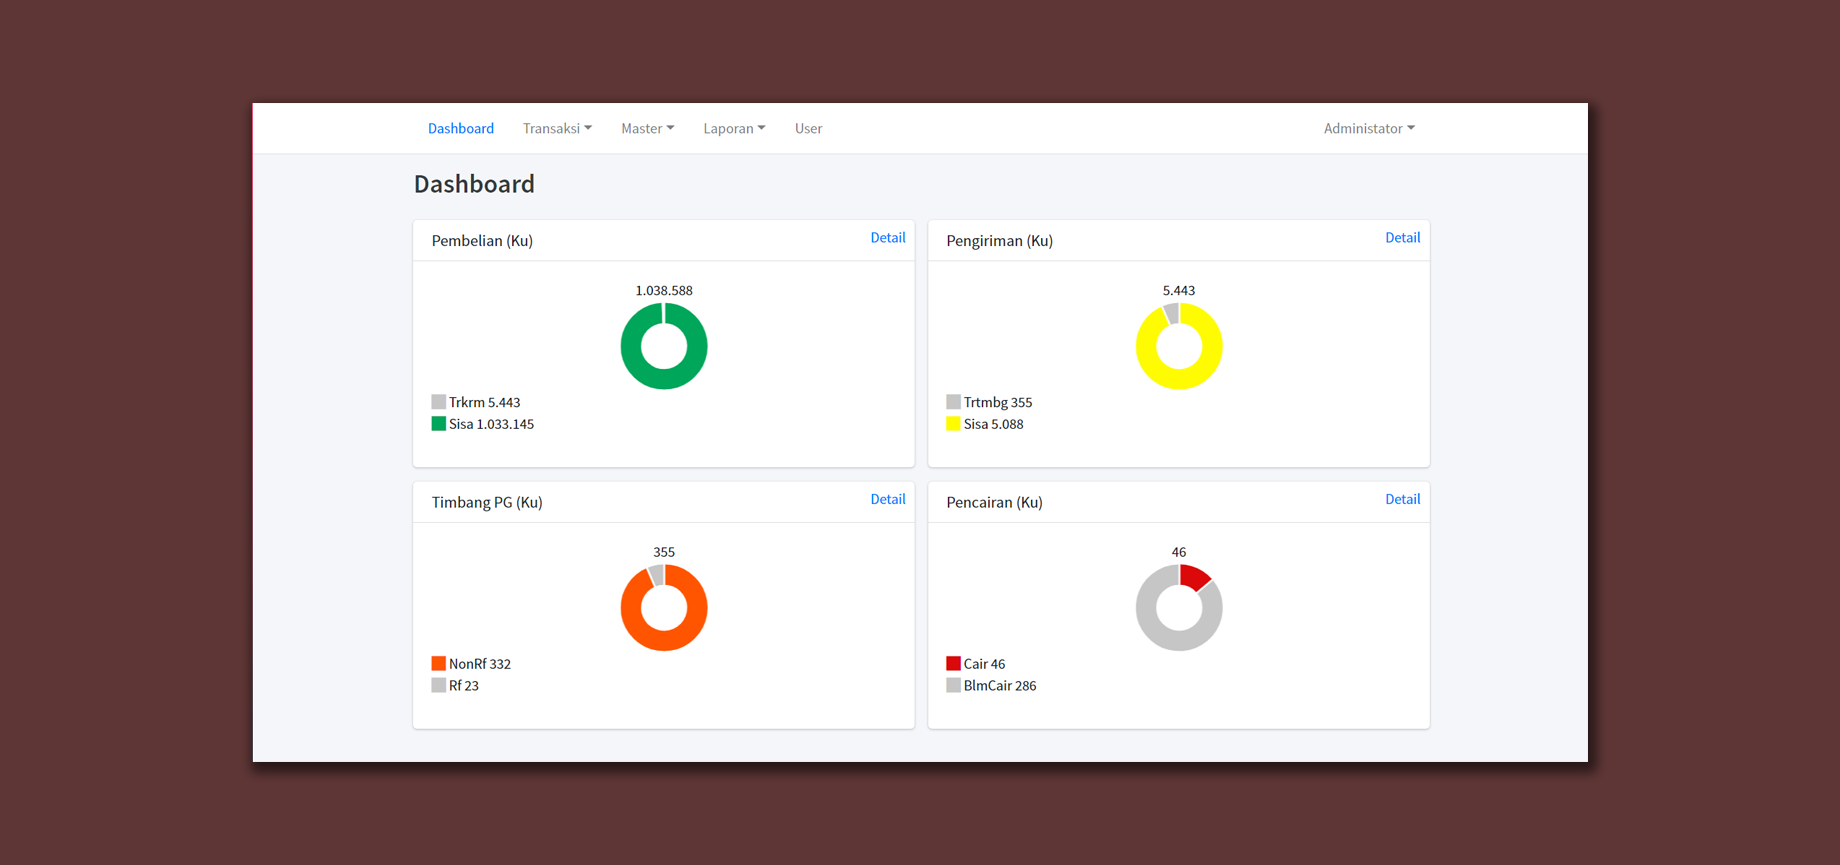 Dashboard Transaksi Master Laporan User Administator
Dashboard
Pembelian (Ku) Detail
1.038.588
Trkrm 5.443
Sisa 1.033.145
Pengiriman (Ku) Detail
5.443
Trtmbg 355
Sisa 5.088
Timbang PG (Ku) Detail
355
NonRf 332
Rf 23
Pencairan (Ku) Detail
46
Cair 46
BlmCair 286